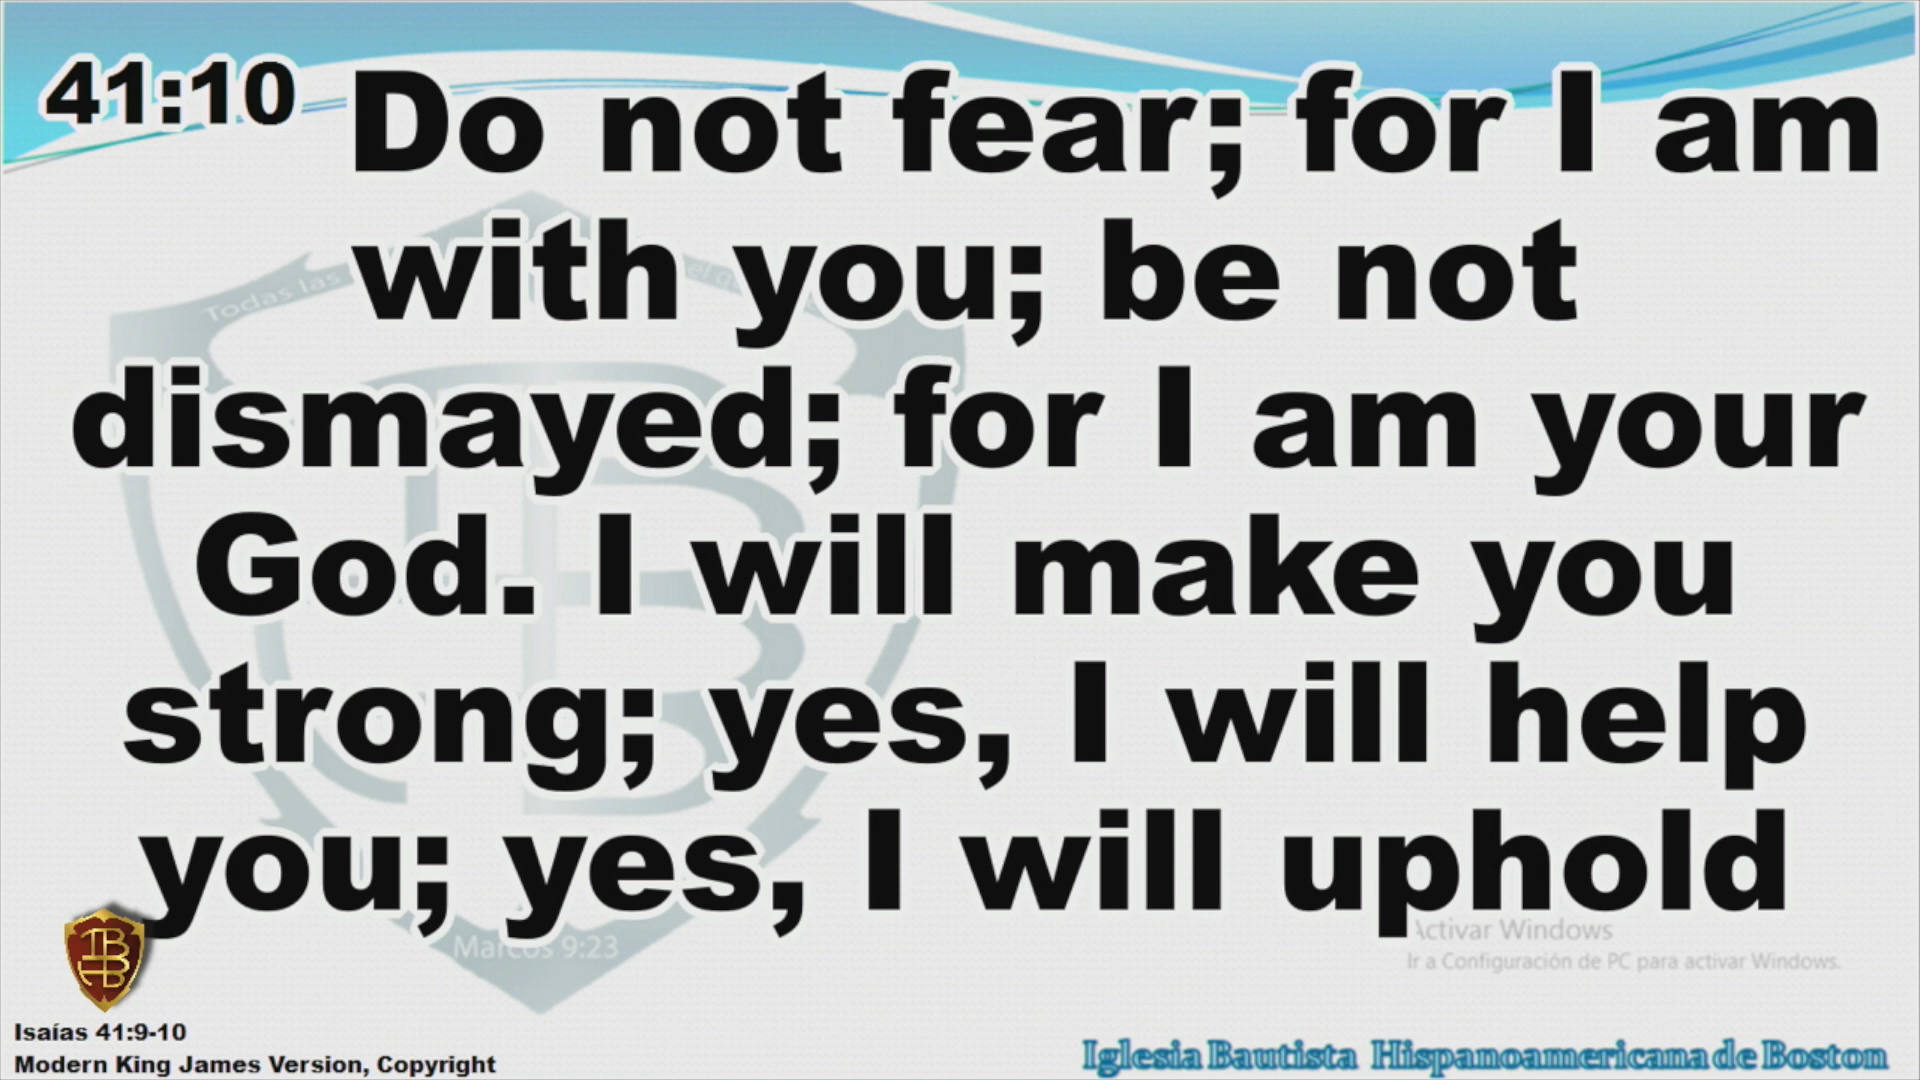 41:10 Do not fear; for I am
with you; be not
dismayed; for I am your
God. I will make you
strong; yes, I will help
you; yes, I will uphold
Todas las
Marcos 9:23
Activar Windows
Ir a Configuración de PC para activar Windows.
Isaías 41:9-10
Modern King James Version, Copyright
Iglesia Bautista Hispanoamericana de Boston